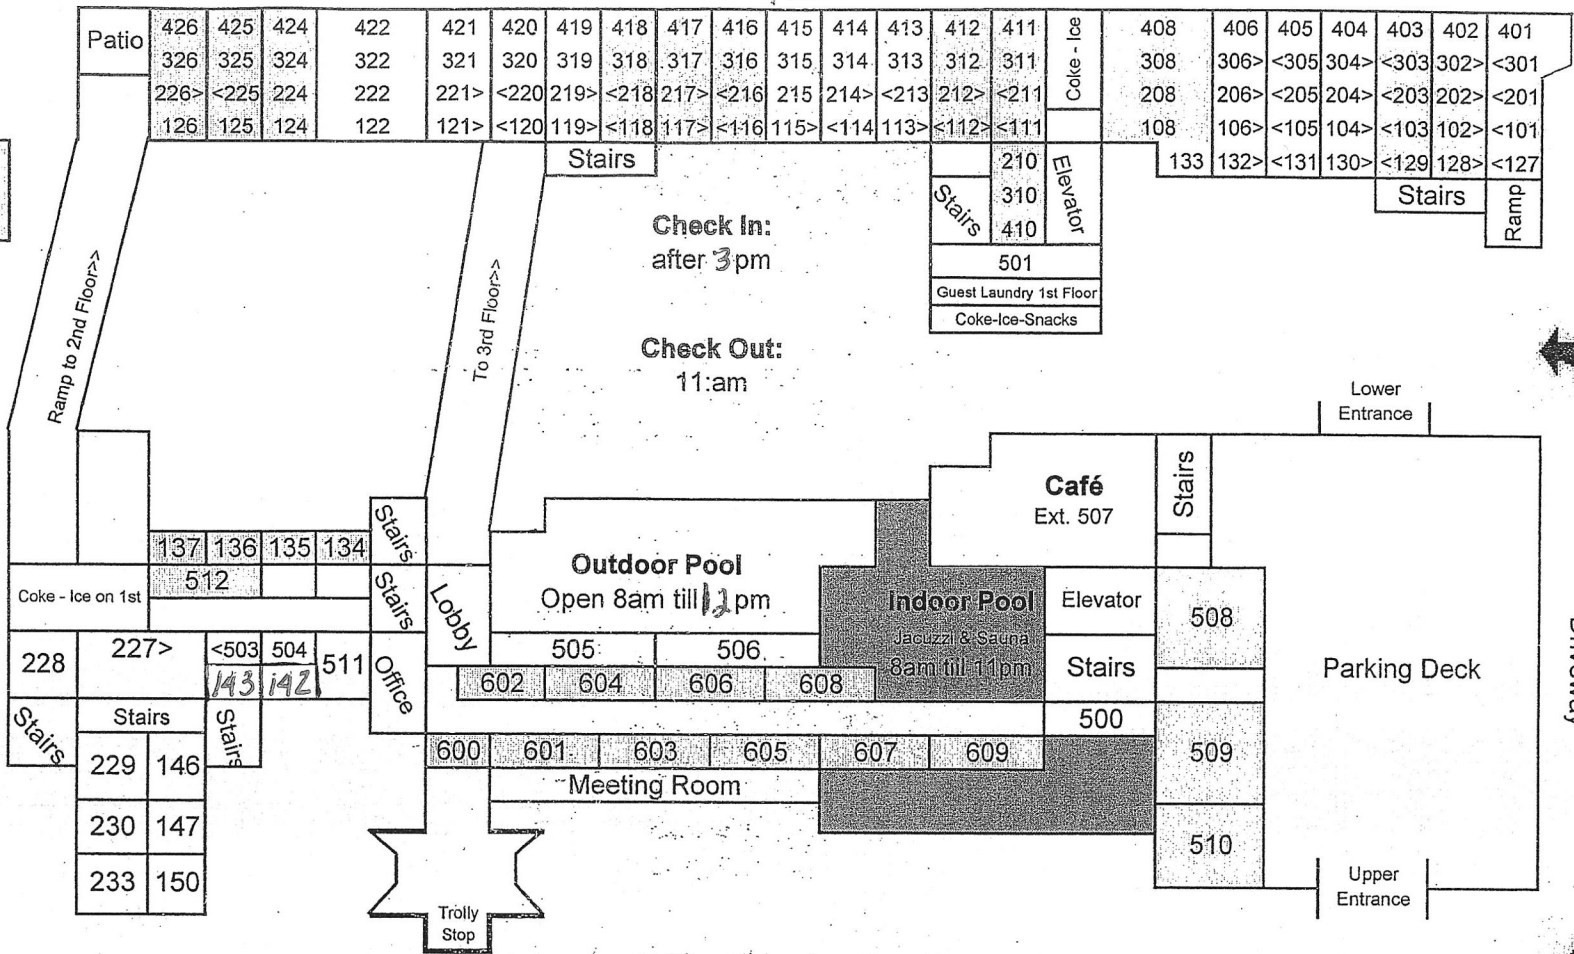 Patio 426 425 424 422 421 420 419 418 417 416 415 414 413 412 411 Coke - Ice 408 406 405 404 403 402 401
326 325 324 322 321 320 319 318 317 316 315 314 313 312 311 308 306> <305 304> <303 302> <301
226> <225 224 222 221> <220 219> <218 217> <216 215 214> <213 212> <211 208 206> <205 204> <203 202> <201
126 125 124 122 121> <120 119> <118 117> <116 115> <114 113> <112> <111 108 106> <105 104> <103 102> <101
Stairs 210 Elevator 133 132> <131 130> <129 128> <127
Stairs 310 Stairs Ramp
410
501
Guest Laundry 1st Floor
Coke-Ice-Snacks
Check In:
after 3pm
Check Out:
11:am
Ramp to 2nd Floor>>
To 3rd Floor>>
Lower
Entrance
Café
Ext. 507
Stairs
137 136 135 134 Stairs
512
Coke - Ice on 1st Stairs Lobby
Outdoor Pool
Open 8am till 12pm
Indoor Pool
Jacuzzi & Sauna
8am till 11pm
Elevator 508
Stairs
Parking Deck
228 227> <503 504 511 Office
143 142
505 506
602 604 606 608
500
Stairs Stairs Stairs
600 601 603 605 607 609
509
Meeting Room
229 146
230 147
233 150
510
Upper
Entrance
Trolly
Stop